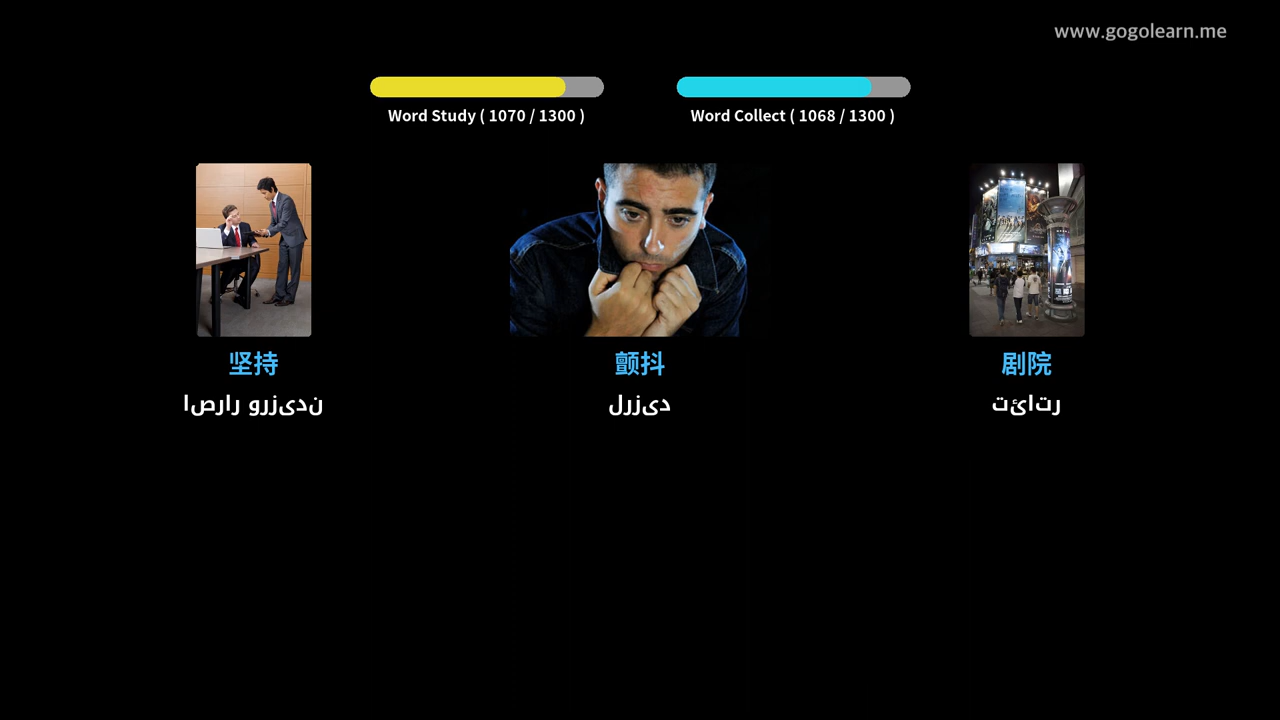 www.gogolearn.me
Word Study ( 1070 / 1300 )
Word Collect ( 1068 / 1300 )
坚持
اصرار ورزیدن
颤抖
لرزید
剧院
تئاتر